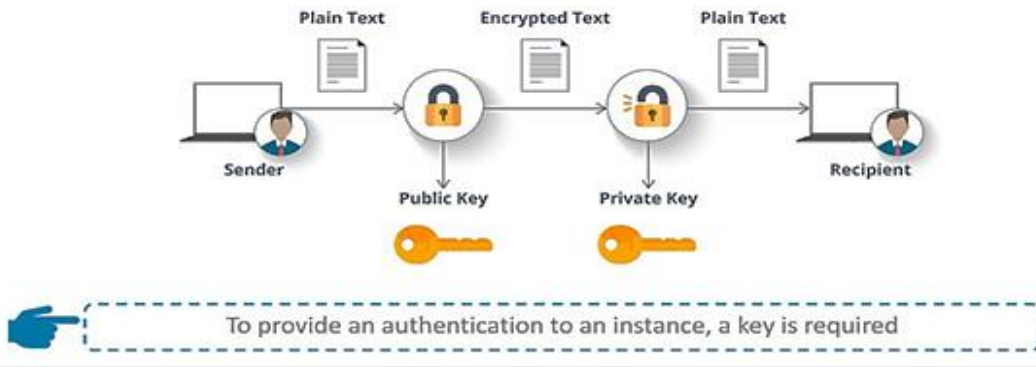 Plain Text Encrypted Text Plain Text
Sender Recipient
Public Key Private Key
To provide an authentication to an instance, a key is required